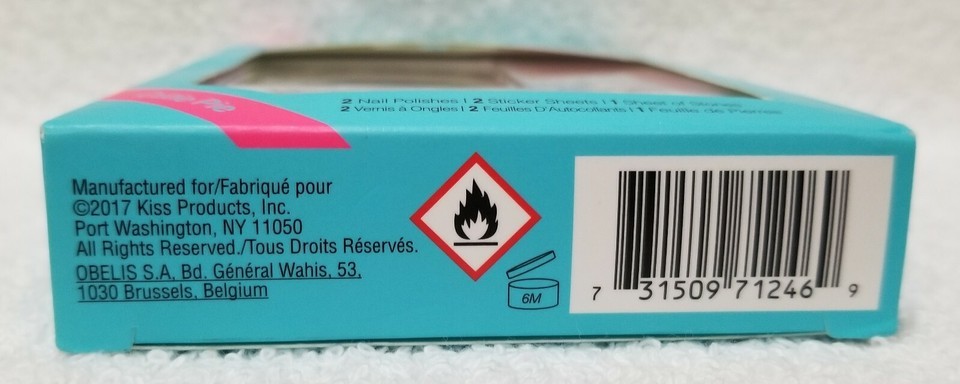 Pie
2 Nail Polishes | 2 Sticker Sheets | 1 Sheet of Stones
2 Vernis à Ongles | 2 Feuilles D'Autocollants | 1 Feuille de Pierres
Manufactured for/Fabriqué pour
©2017 Kiss Products, Inc.
Port Washington, NY 11050
All Rights Reserved./Tous Droits Réservés.
OBELIS S.A, Bd. Général Wahis, 53,
1030 Brussels, Belgium
6M
7 31509 71246 9